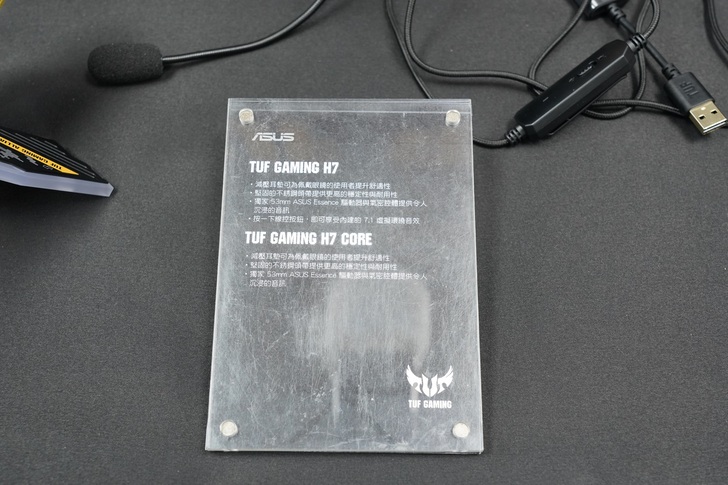 ASUS
TUF GAMING H7
・減壓耳墊可為佩戴眼鏡的使用者提升舒適性
・堅固的不銹鋼頭帶提供更高的穩定性與耐用性
・獨家 53mm ASUS Essence 驅動器與氣密腔體提供令人
沉浸的音訊
・按一下線控按鈕，即可享受內建的 7.1 虛擬環繞音效
TUF GAMING H7 CORE
・減壓耳墊可為佩戴眼鏡的使用者提升舒適性
・堅固的不銹鋼頭帶提供更高的穩定性與耐用性
・獨家 53mm ASUS Essence 驅動器與氣密腔體提供令人
沉浸的音訊
TUF GAMING